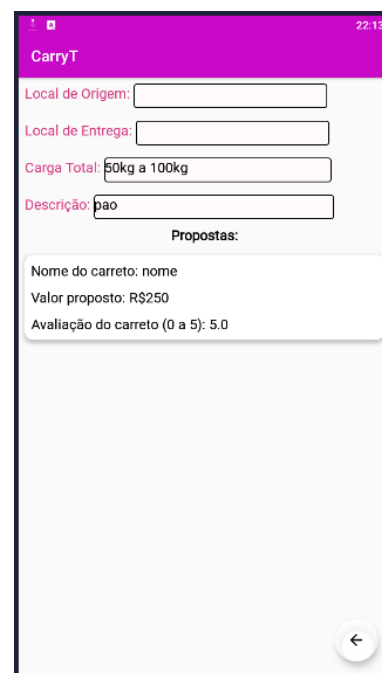 22:13
CarryT
Local de Origem:
Local de Entrega:
Carga Total: 50kg a 100kg
Descrição: pao
Propostas:
Nome do carreto: nome
Valor proposto: R$250
Avaliação do carreto (0 a 5): 5.0